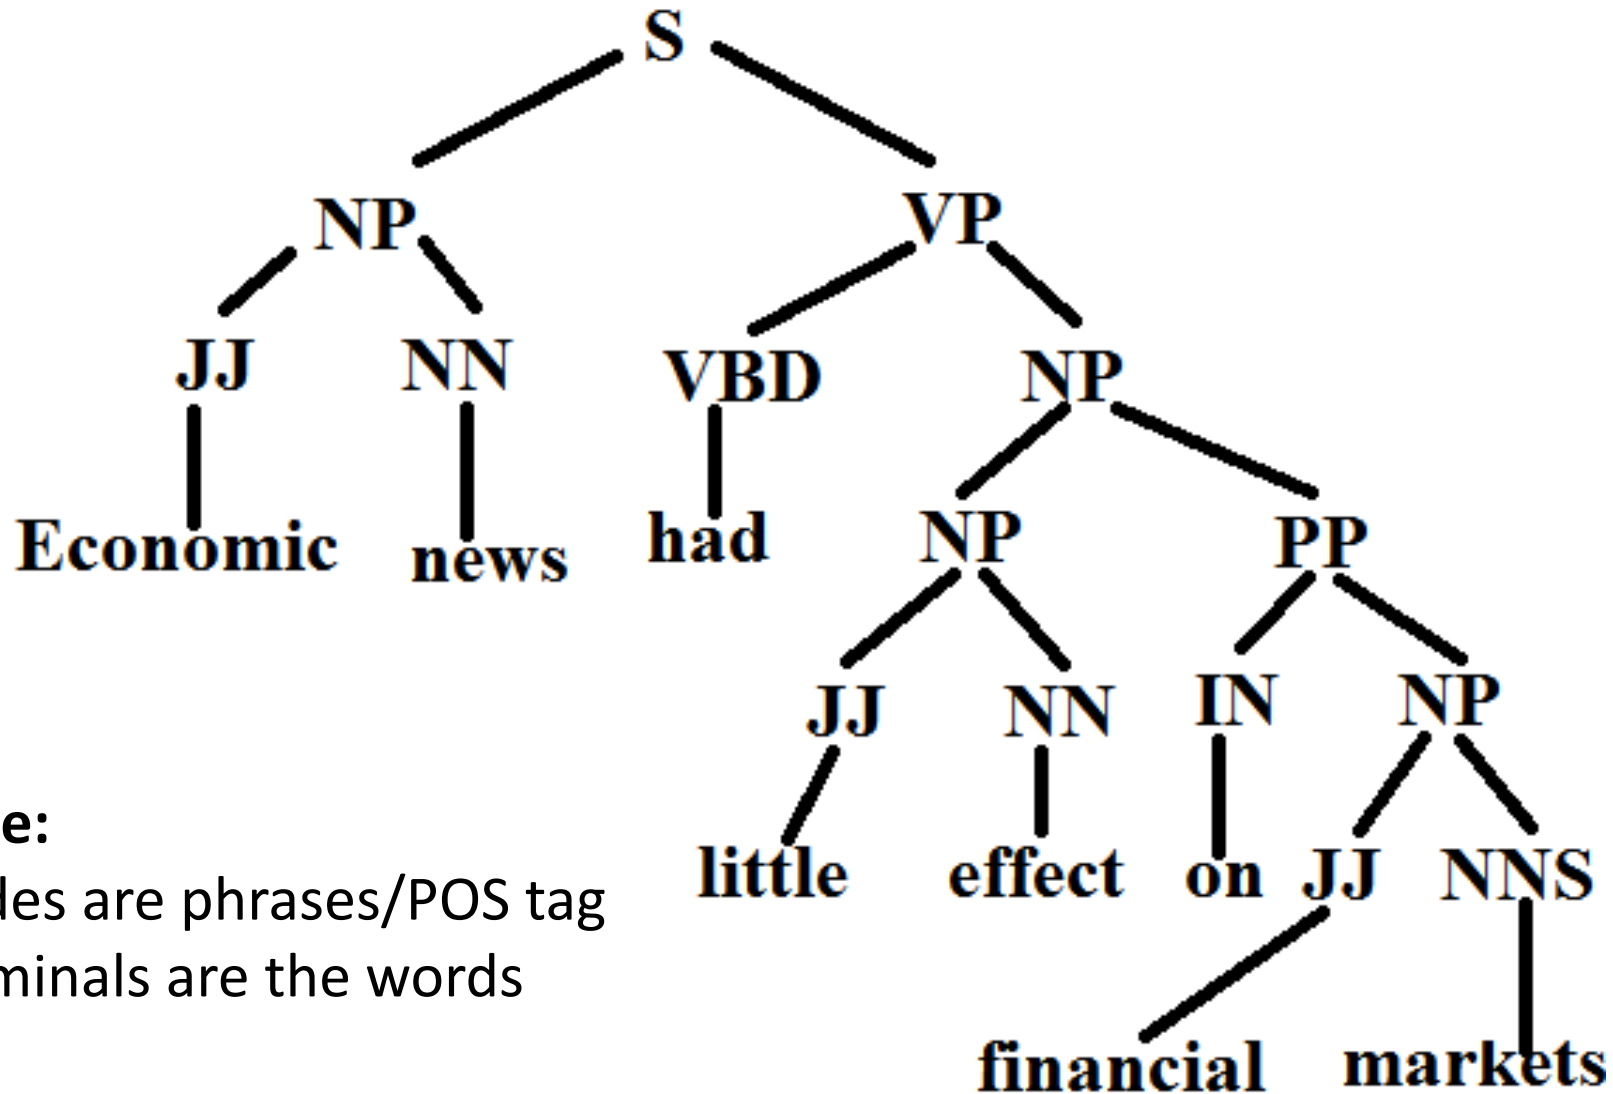 S
NP VP
JJ NN VBD NP
Economic news had NP PP
JJ NN IN NP
little effect on JJ NNS
financial markets
e:
des are phrases/POS tag
minals are the words